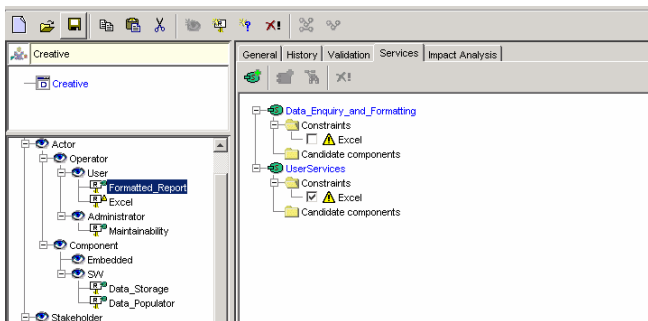 Creative
Creative
Actor
Operator
User
Formatted_Report
Excel
Administrator
Maintainability
Component
Embedded
SW
Data_Storage
Data_Populator
Stakeholder
General History Validation Services Impact Analysis
Data_Enquiry_and_Formatting
Constraints
Excel
Candidate components
UserServices
Constraints
Excel
Candidate components